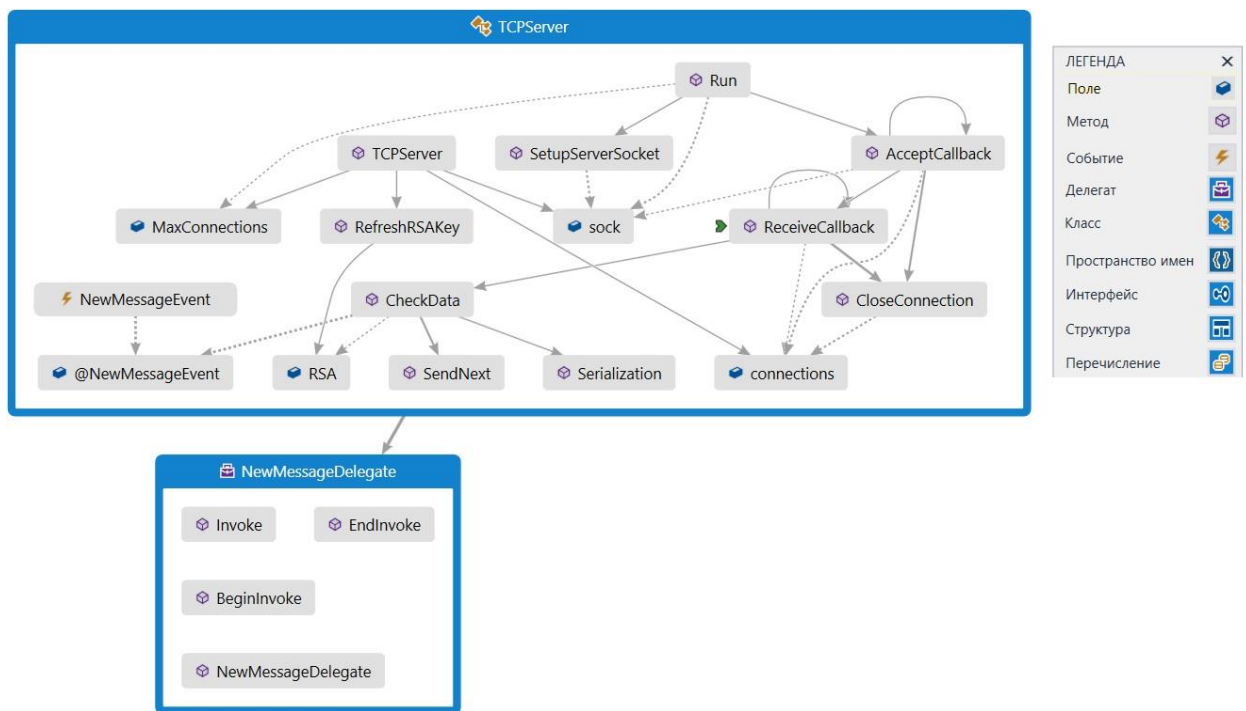 TCPServer
Run
TCPServer
SetupServerSocket
AcceptCallback
MaxConnections
RefreshRSAKey
sock
ReceiveCallback
NewMessageEvent
CheckData
CloseConnection
@NewMessageEvent
RSA
SendNext
Serialization
connections
NewMessageDelegate
Invoke
EndInvoke
BeginInvoke
NewMessageDelegate
ЛЕГЕНДА
Поле
Метод
Событие
Делегат
Класс
Пространство имен
Интерфейс
Структура
Перечисление